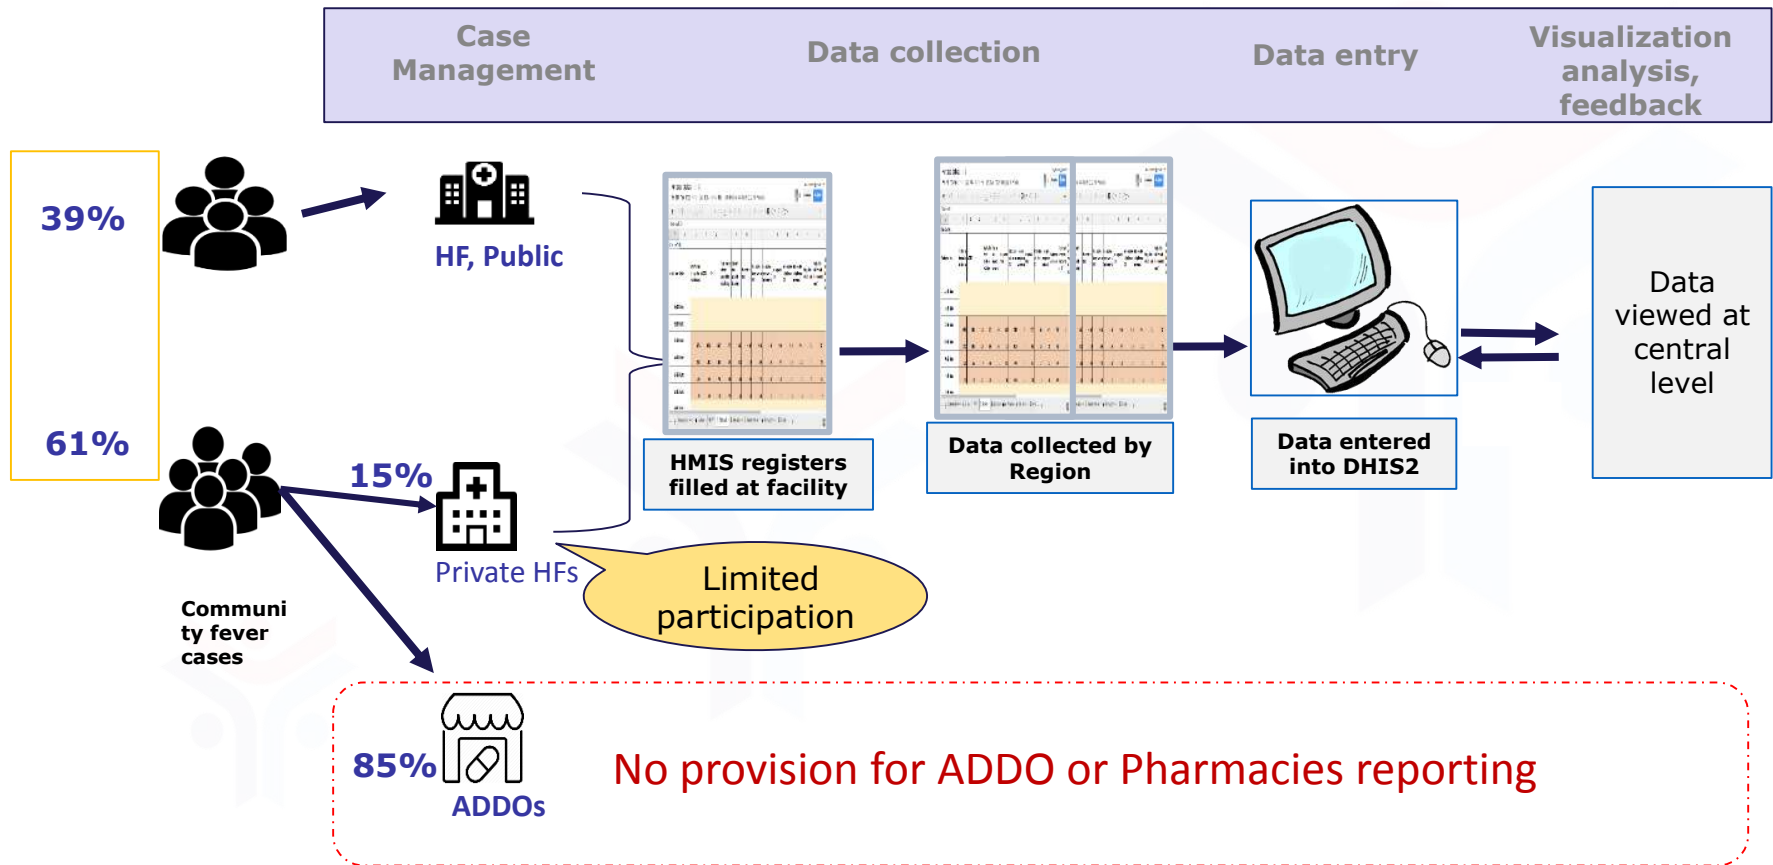 Case
Management
Data collection
Data entry
Visualization
analysis,
feedback
39%
HF, Public
61%
15%
Private HFs
Communi
ty fever
cases
HMIS registers
filled at facility
Data collected by
Region
Data entered
into DHIS2
Data
viewed at
central
level
Limited
participation
85%
ADDOs
No provision for ADDO or Pharmacies reporting